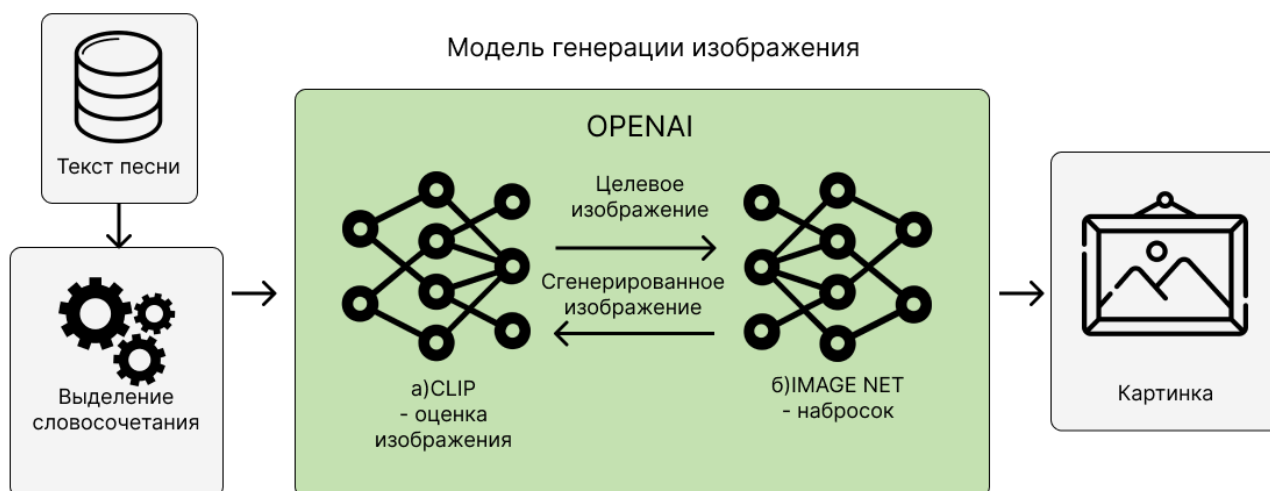 Модель генерации изображения
Текст песни
Выделение
словосочетания
OPENAI
Целевое
изображение
Сгенерированное
изображение
а)CLIP
- оценка
изображения
б)IMAGE NET
- набросок
Картинка